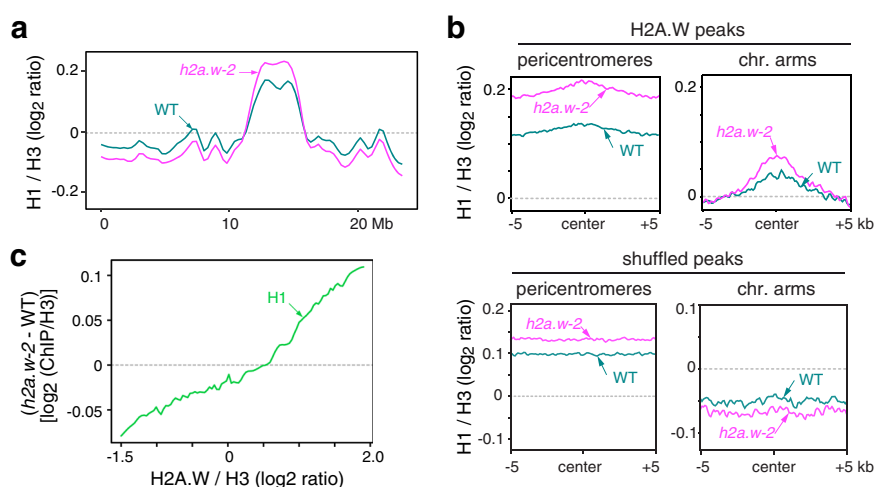 a
H1 / H3 (log2 ratio)
0.2
0
-0.2
h2a.w-2
WT
0
10
20 Mb
b
H2A.W peaks
pericentromeres
chr. arms
H1 / H3 (log2 ratio)
0.2
0
h2a.w-2
WT
-5
center
+5
0.2
0
h2a.w-2
WT
-5
center
+5 kb
shuffled peaks
pericentromeres
chr. arms
H1 / H3 (log2 ratio)
0.2
0.1
0
-0.1
h2a.w-2
WT
-5
center
+5
0
-0.1
WT
h2a.w-2
-5
center
+5 kb
c
(h2a.w-2 - WT)
[log2 (ChIP/H3)]
0.1
0.05
0
-0.05
H1
-1.5
0
2.0
H2A.W / H3 (log2 ratio)